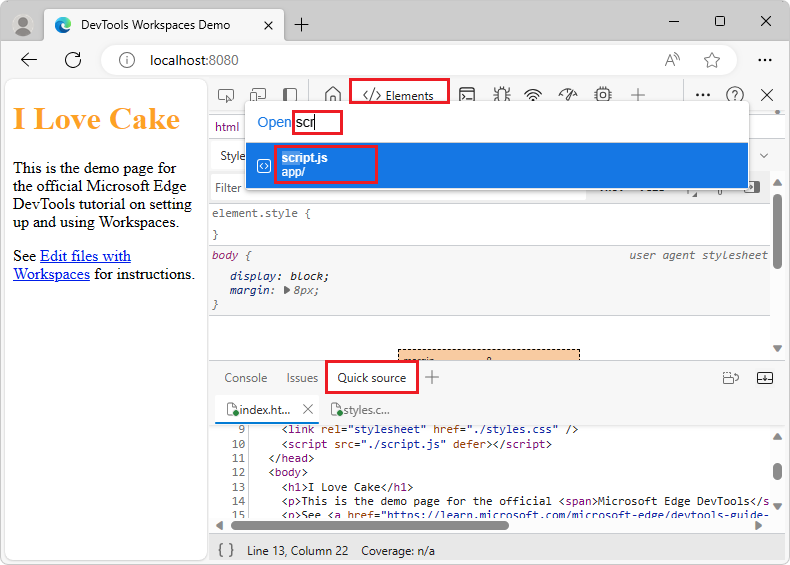 DevTools Workspaces Demo
localhost:8080
I Love Cake
This is the demo page for
the official Microsoft Edge
DevTools tutorial on setting
up and using Workspaces.
See Edit files with
Workspaces for instructions.
</> Elements
html
Open scr
script.js
app/
Style
Filter
element.style {
}
body {
user agent stylesheet
display: block;
margin: 8px;
}
Console Issues Quick source
index.ht... styles.c...
9 <link rel="stylesheet" href="./styles.css" />
10 <script src="./script.js" defer></script>
11 </head>
12 <body>
13 <h1>I Love Cake</h1>
14 <p>This is the demo page for the official <span>Microsoft Edge DevTools</s
15 <p>See <a href="https://learn.microsoft.com/microsoft-edge/devtools-guide-
{ } Line 13, Column 22 Coverage: n/a